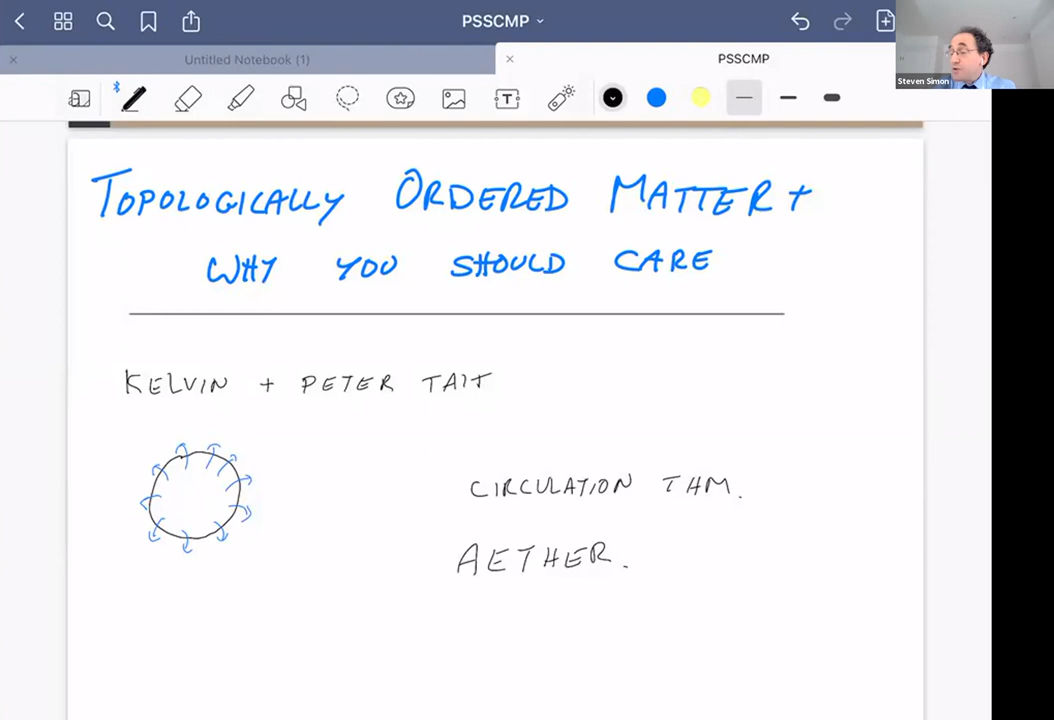 PSSCMP
Untitled Notebook (1)
PSSCMP
Steven Simon
T
TOPOLOGICALLY ORDERED MATTER +
WHY YOU SHOULD CARE
KELVIN + PETER TAIT
CIRCULATION THM.
AETHER.